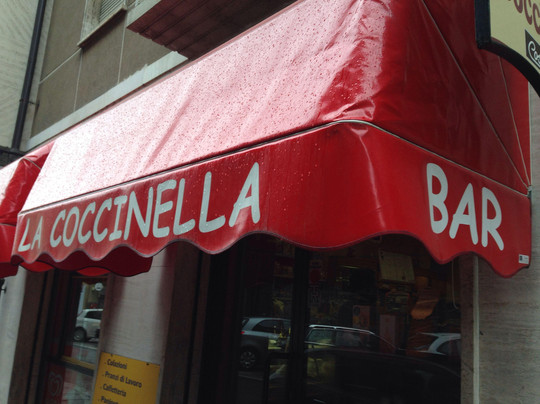 LA COCCINELLA
BAR
- Colazioni
- Pranzi di Lavoro
- Caffetteria